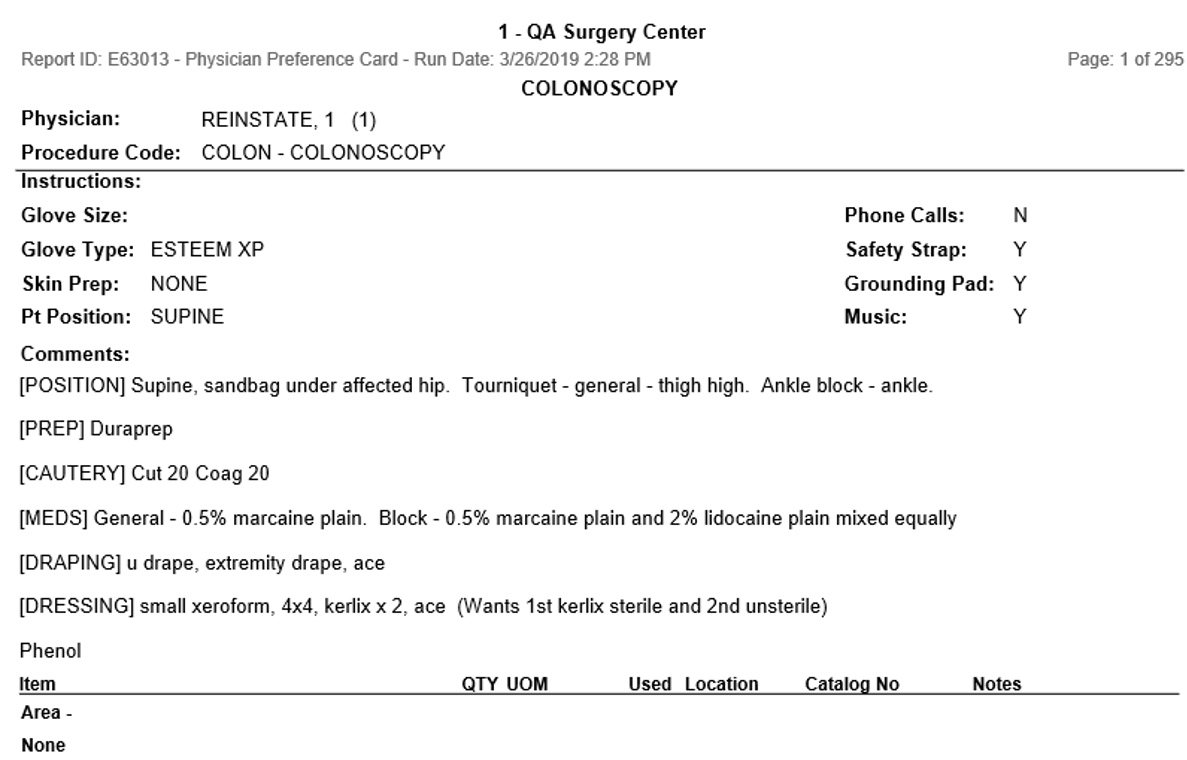 1 - QA Surgery Center
Report ID: E63013 - Physician Preference Card - Run Date: 3/26/2019 2:28 PM Page: 1 of 295
COLONOSCOPY
Physician: REINSTATE, 1 (1)
Procedure Code: COLON - COLONOSCOPY
Instructions:
Glove Size: Phone Calls: N
Glove Type: ESTEEM XP Safety Strap: Y
Skin Prep: NONE Grounding Pad: Y
Pt Position: SUPINE Music: Y
Comments:
[POSITION] Supine, sandbag under affected hip. Tourniquet - general - thigh high. Ankle block - ankle.
[PREP] Duraprep
[CAUTERY] Cut 20 Coag 20
[MEDS] General - 0.5% marcaine plain. Block - 0.5% marcaine plain and 2% lidocaine plain mixed equally
[DRAPING] u drape, extremity drape, ace
[DRESSING] small xeroform, 4x4, kerlix x 2, ace (Wants 1st kerlix sterile and 2nd unsterile)
Phenol
Item QTY UOM Used Location Catalog No Notes
Area -
None